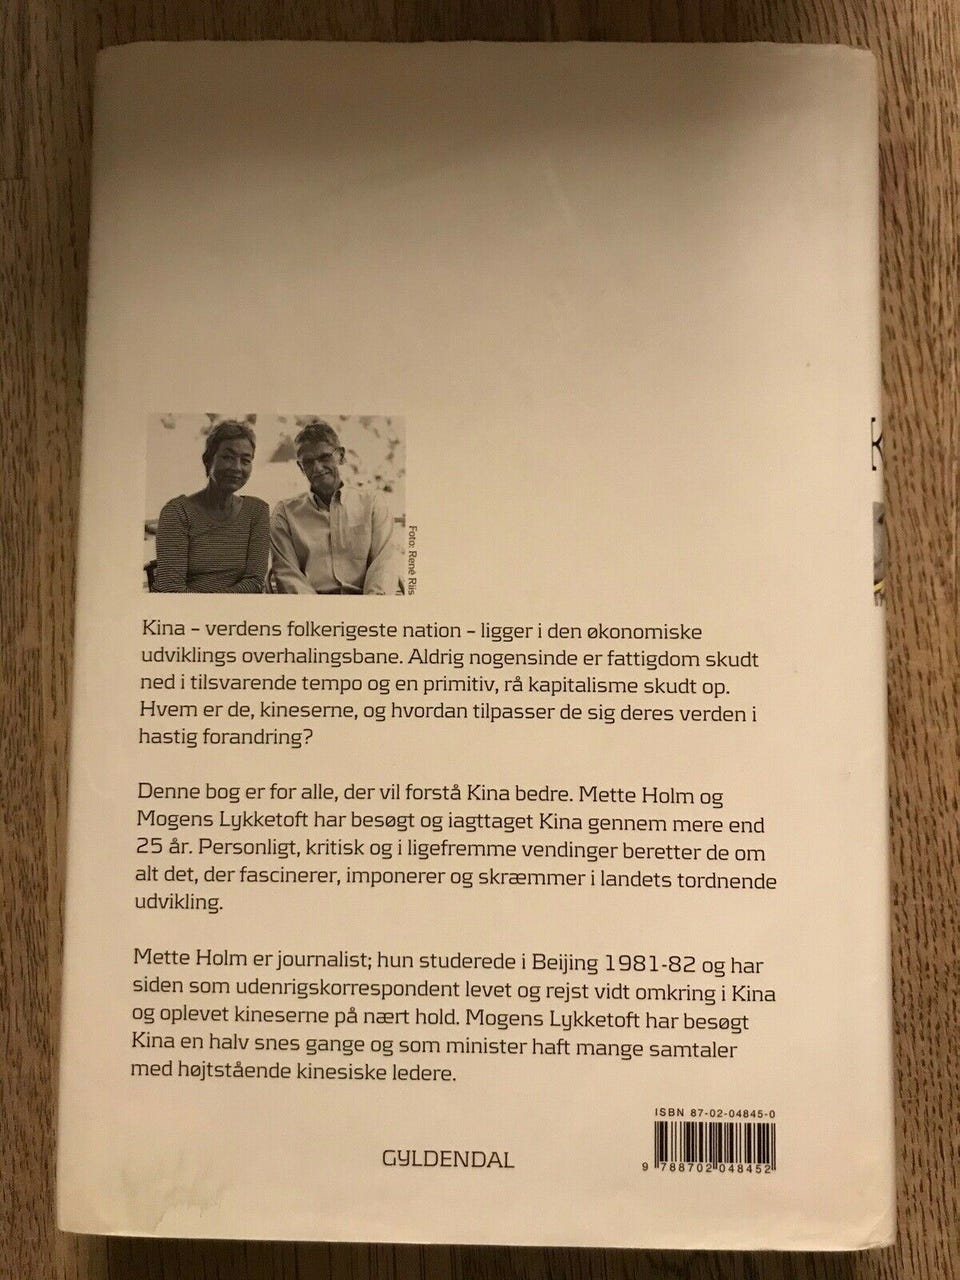 Foto: René Riis
Kina – verdens folkerigeste nation – ligger i den økonomiske
udviklings overhalingsbane. Aldrig nogensinde er fattigdom skudt
ned i tilsvarende tempo og en primitiv, rå kapitalisme skudt op.
Hvem er de, kineserne, og hvordan tilpasser de sig deres verden i
hastig forandring?
Denne bog er for alle, der vil forstå Kina bedre. Mette Holm og
Mogens Lykketoft har besøgt og iagttaget Kina gennem mere end
25 år. Personligt, kritisk og i ligefremme vendinger beretter de om
alt det, der fascinerer, imponerer og skræmmer i landets tordnende
udvikling.
Mette Holm er journalist; hun studerede i Beijing 1981-82 og har
siden som udenrigskorrespondent levet og rejst vidt omkring i Kina
og oplevet kineserne på nært hold. Mogens Lykketoft har besøgt
Kina en halv snes gange og som minister haft mange samtaler
med højtstående kinesiske ledere.
ISBN 87-02-04845-0
9 788702 048452
GYLDENDAL
K